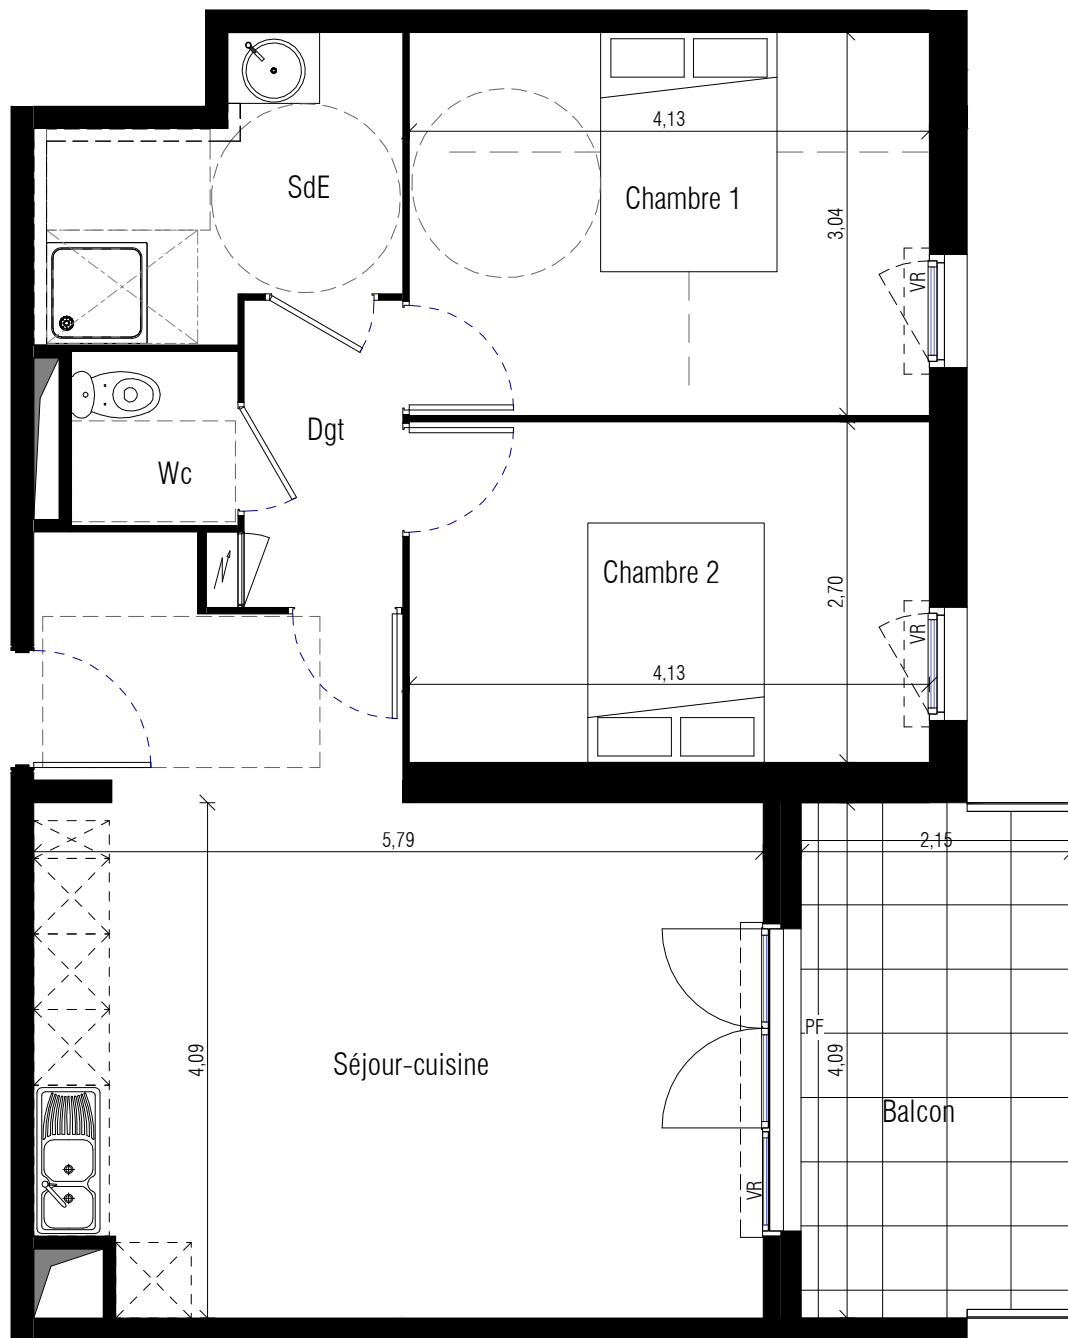 4,13
SdE
Chambre 1
3,04
VR
Dgt
Wc
Chambre 2
2,70
VR
4,13
5,79
2,15
PF
4,09
4,09
Séjour-cuisine
Balcon
VR